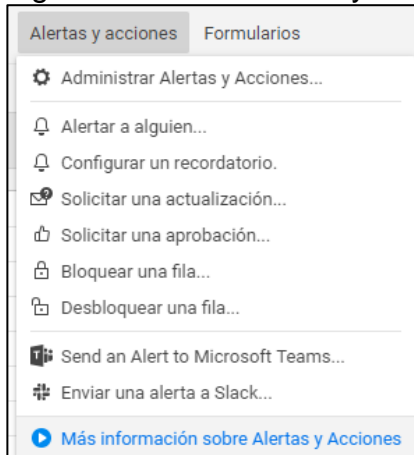 Alertas y acciones Formularios
Administrar Alertas y Acciones...
Alertar a alguien...
Configurar un recordatorio.
Solicitar una actualización...
Solicitar una aprobación...
Bloquear una fila...
Desbloquear una fila...
Send an Alert to Microsoft Teams...
Enviar una alerta a Slack...
Más información sobre Alertas y Acciones